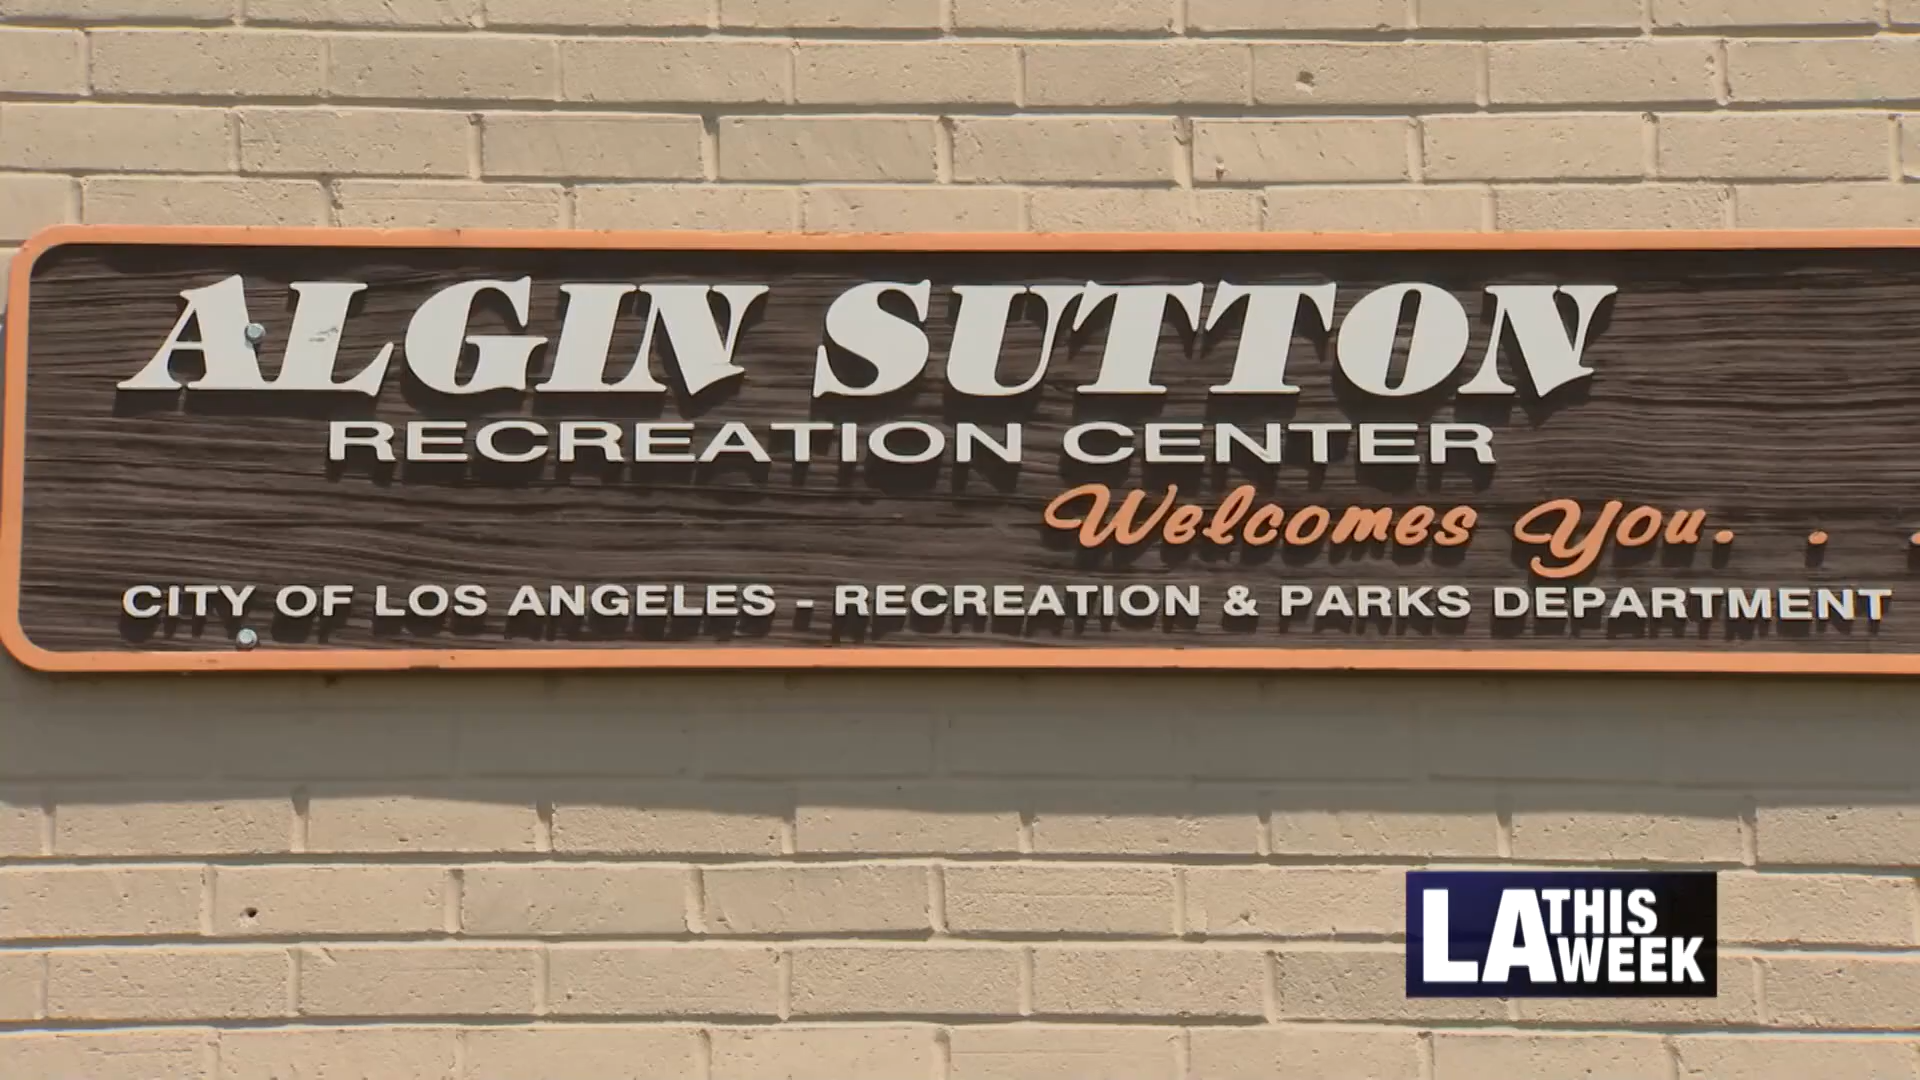 ALGIN SUTTON
RECREATION CENTER
Welcomes You. . .
CITY OF LOS ANGELES - RECREATION & PARKS DEPARTMENT
LA THIS WEEK